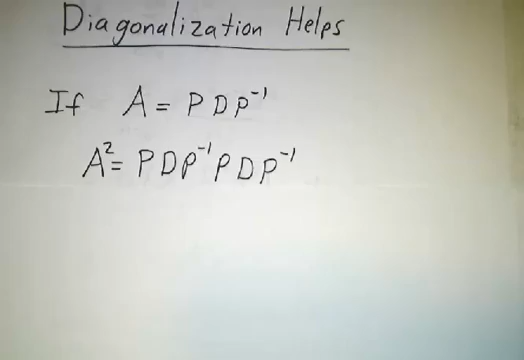 Diagonalization Helps
If A = PDP⁻¹
A² = PDP⁻¹PDP⁻¹